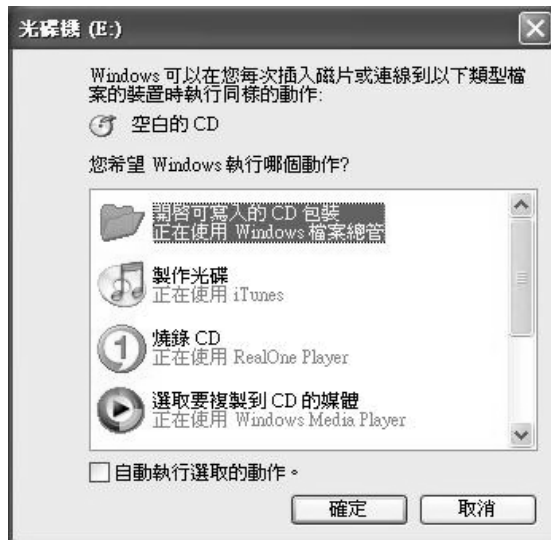 光碟機 (E:)
Windows 可以在您每次插入磁片或連線到以下類型檔
案的裝置時執行同樣的動作:
空白的 CD
您希望 Windows 執行哪個動作?
開啟可寫入的 CD 包裝
正在使用 Windows 檔案總管
製作光碟
正在使用 iTunes
燒錄 CD
正在使用 RealOne Player
選取要複製到 CD 的媒體
正在使用 Windows Media Player
自動執行選取的動作。
確定
取消